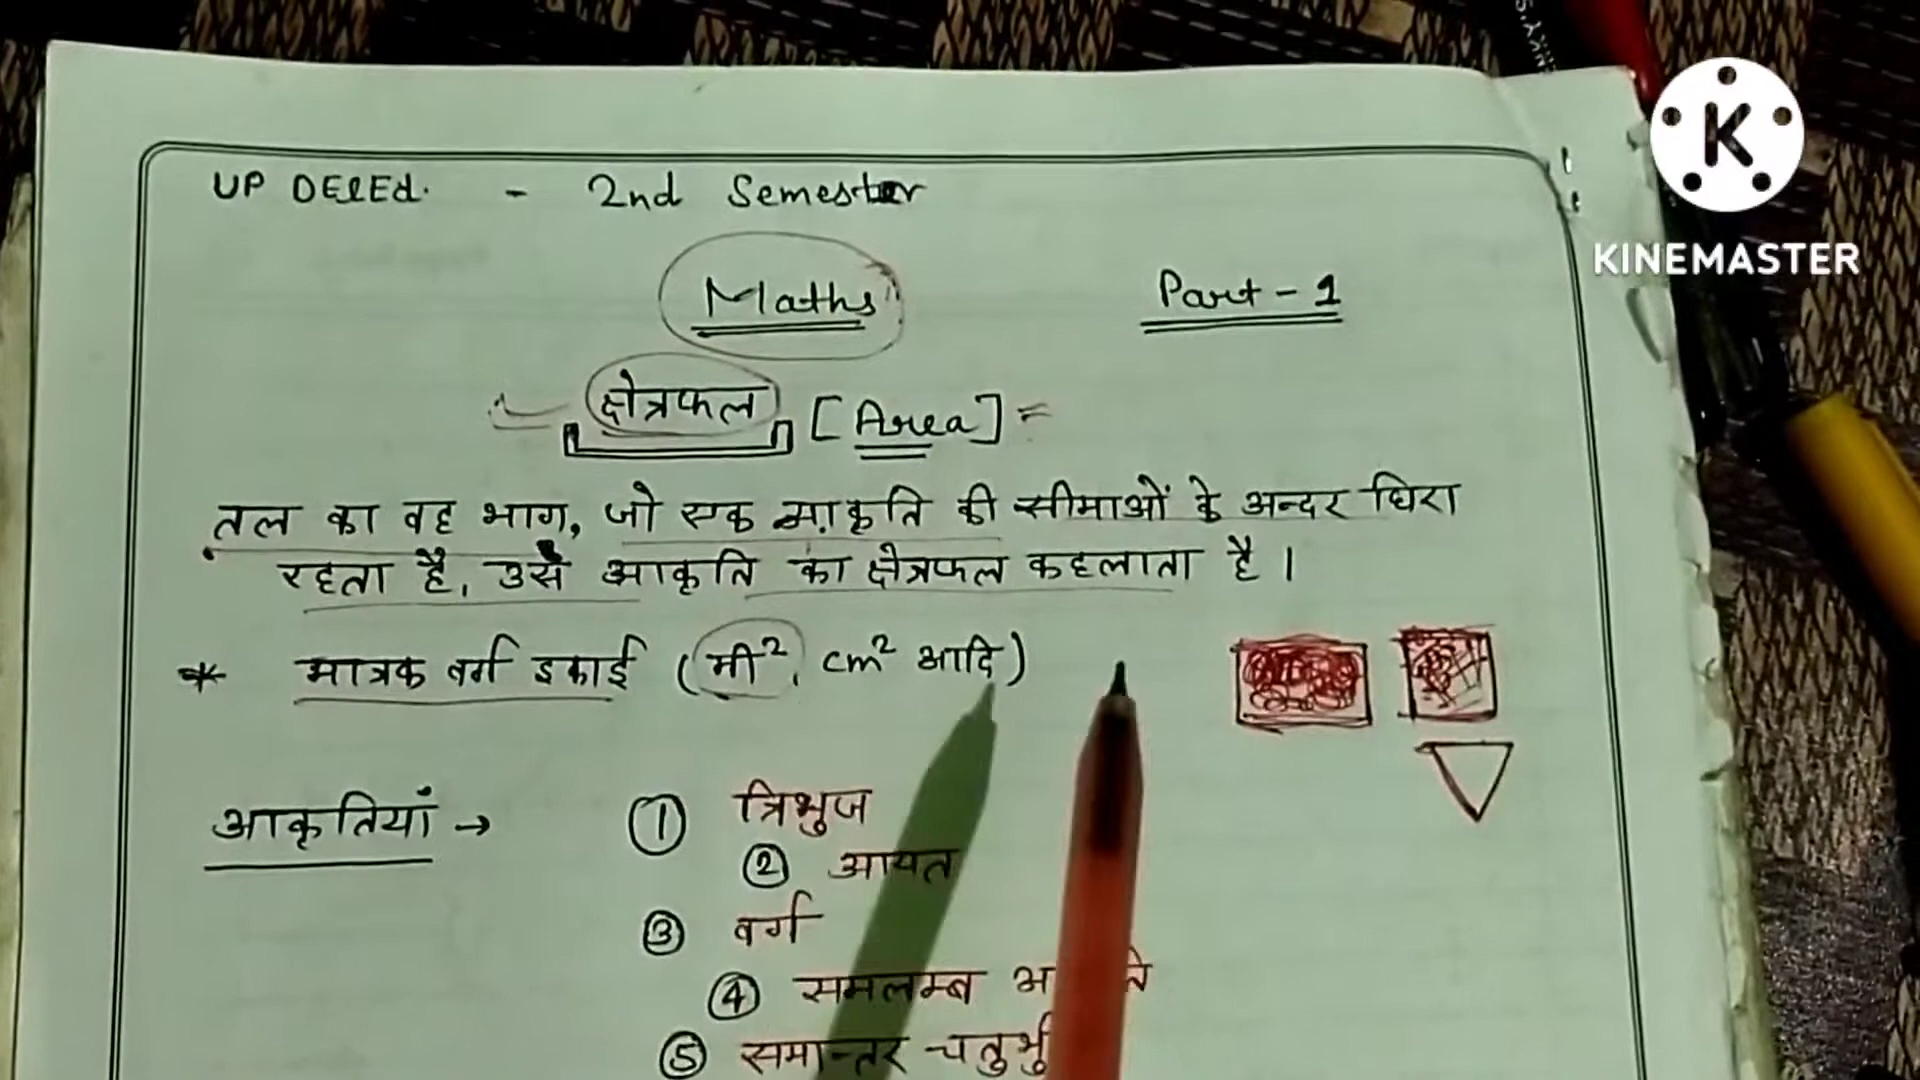 UP DELEd. - 2nd Semester
Maths
Part - 1
क्षेत्रफल [Area] =
तल का वह भाग, जो एक आकृति की सीमाओं के अन्दर घिरा
रहता है, उसे आकृति का क्षेत्रफल कहलाता है।
* मात्रक वर्ग इकाई (मी², cm² आदि)
आकृतियां →
① त्रिभुज
② आयत
③ वर्ग
④ समलम्ब
⑤ समान्तर
K
KINEMASTER